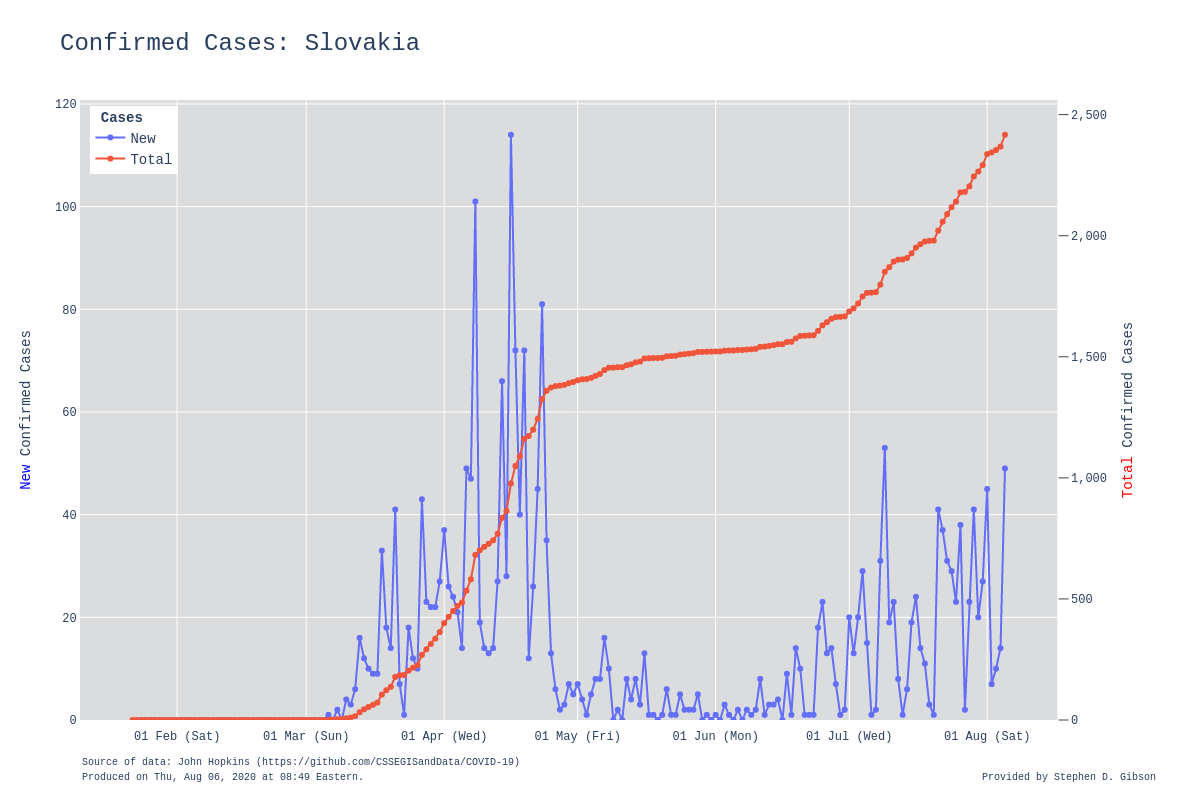 Confirmed Cases: Slovakia
Cases
New
Total
120
100
80
60
40
20
0
2,500
2,000
1,500
1,000
500
0
New Confirmed Cases
Total Confirmed Cases
01 Feb (Sat)
01 Mar (Sun)
01 Apr (Wed)
01 May (Fri)
01 Jun (Mon)
01 Jul (Wed)
01 Aug (Sat)
Source of data: John Hopkins (https://github.com/CSSEGISandData/COVID-19)
Produced on Thu, Aug 06, 2020 at 08:49 Eastern.
Provided by Stephen D. Gibson